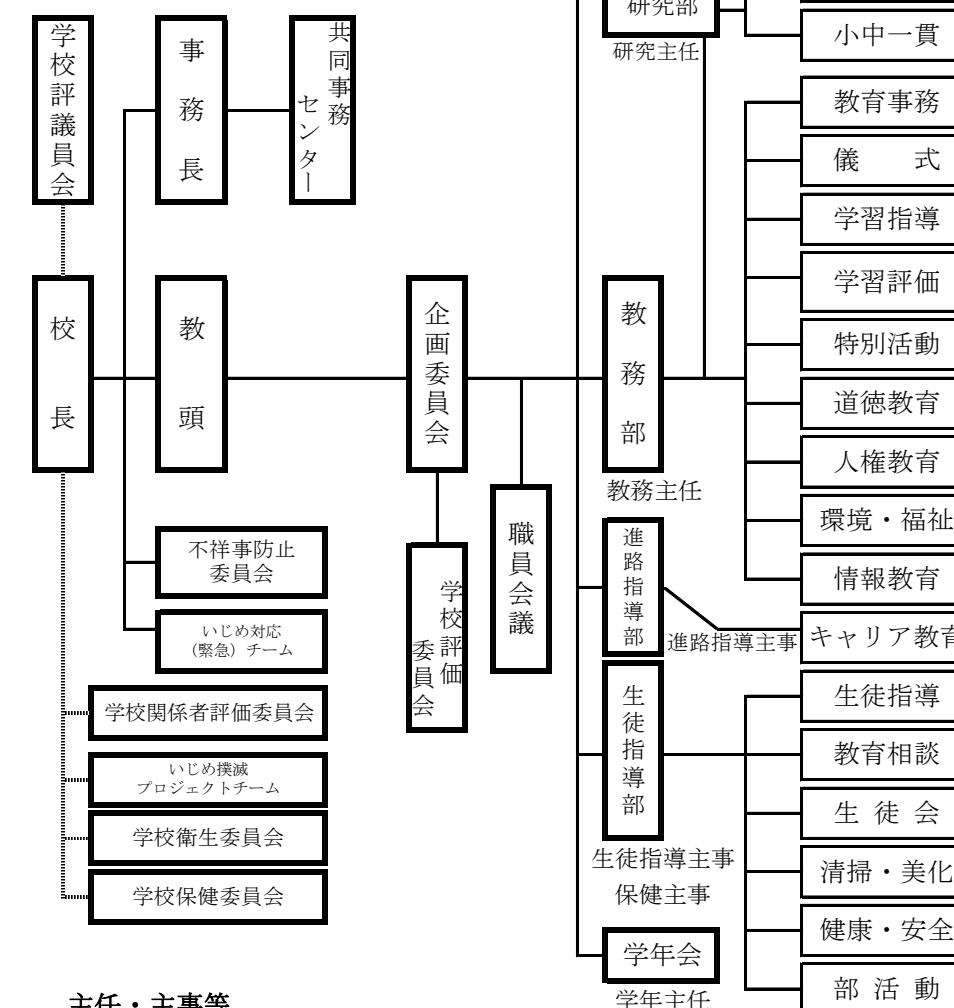 研究部
研究主任
小中一貫
学校評議員会
事務長
共同事務
センター
教育事務
儀 式
学習指導
学習評価
特別活動
道徳教育
人権教育
環境・福祉
情報教育
校長
教頭
企画委員会
教務部
教務主任
職員会議
学校評価
委員会
不祥事防止
委員会
いじめ対応
(緊急)チーム
学校関係者評価委員会
いじめ撲滅
プロジェクトチーム
学校衛生委員会
学校保健委員会
進路指導部
進路指導主事
キャリア教育
生徒指導部
生徒指導主事
保健主事
生徒指導
教育相談
生 徒 会
清掃・美化
健康・安全
部 活 動
学年会
学年主任
主任・主事等